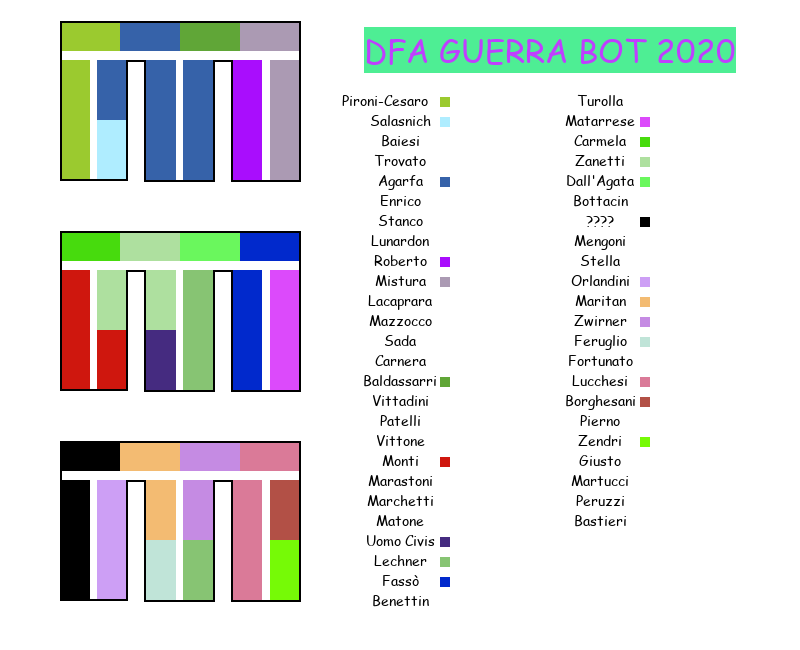 DFA GUERRA BOT 2020
Pironi-Cesaro
Salasnich
Baiesi
Trovato
Agarfa
Enrico
Stanco
Lunardon
Roberto
Mistura
Lacaprara
Mazzocco
Sada
Carnera
Baldassarri
Vittadini
Patelli
Vittone
Monti
Marastoni
Marchetti
Matone
Uomo Civis
Lechner
Fassò
Benettin
Turolla
Matarrese
Carmela
Zanetti
Dall'Agata
Bottacin
????
Mengoni
Stella
Orlandini
Maritan
Zwirner
Feruglio
Fortunato
Lucchesi
Borghesani
Pierno
Zendri
Giusto
Martucci
Peruzzi
Bastieri